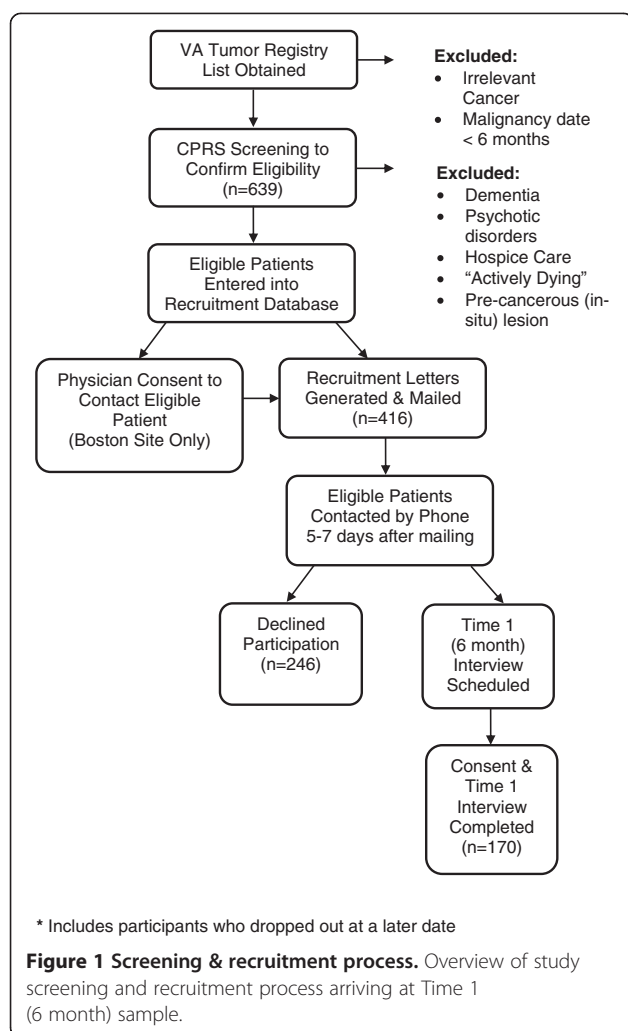 VA Tumor Registry
List Obtained
Excluded:
• Irrelevant
Cancer
• Malignancy date
< 6 months
CPRS Screening to
Confirm Eligibility
(n=639)
Excluded:
• Dementia
• Psychotic
disorders
• Hospice Care
• “Actively Dying”
• Pre-cancerous (in-
situ) lesion
Eligible Patients
Entered into
Recruitment Database
Physician Consent to
Contact Eligible
Patient
(Boston Site Only)
Recruitment Letters
Generated & Mailed
(n=416)
Eligible Patients
Contacted by Phone
5-7 days after mailing
Declined
Participation
(n=246)
Time 1
(6 month)
Interview
Scheduled
Consent &
Time 1
Interview
Completed
(n=170)
* Includes participants who dropped out at a later date
Figure 1 Screening & recruitment process. Overview of study
screening and recruitment process arriving at Time 1
(6 month) sample.